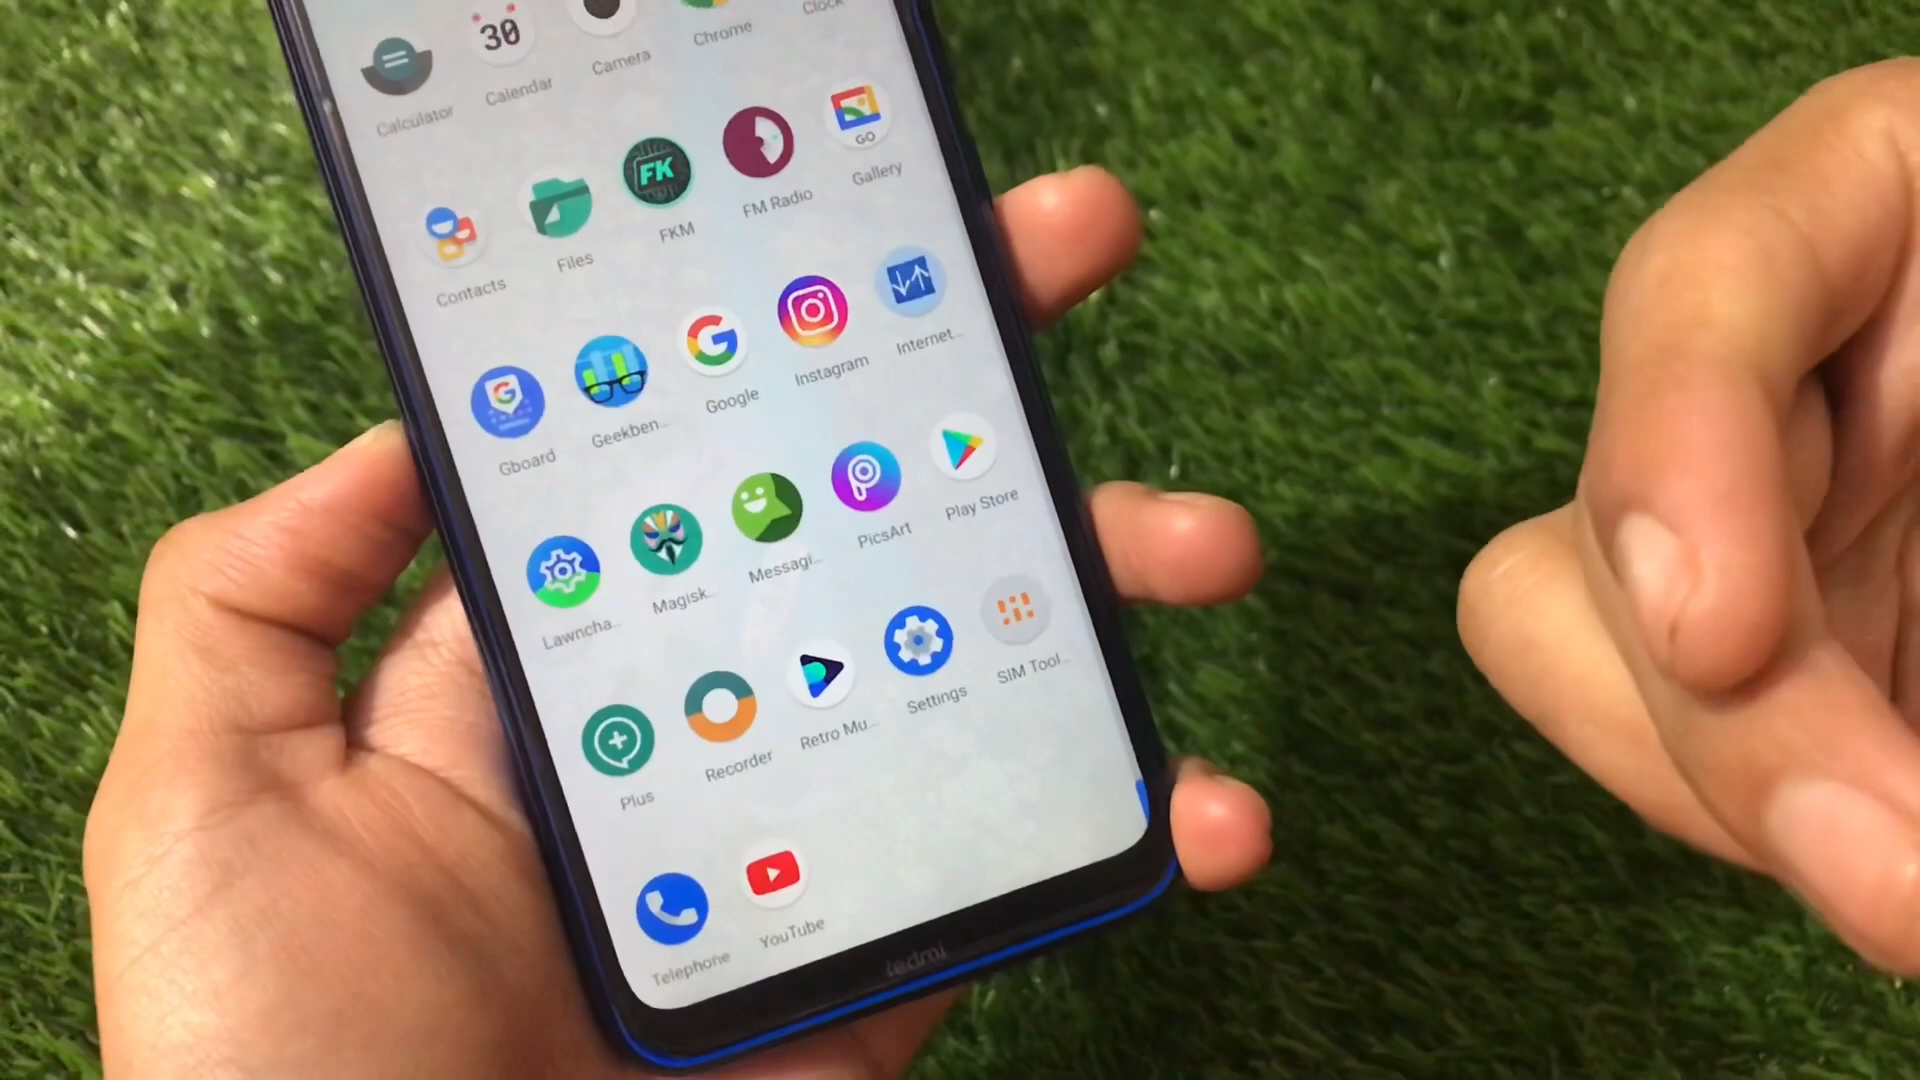 Calculator
30
Calendar
Camera
Chrome
Clock
Contacts
Files
FK
FKM
FM Radio
GO
Gallery
G
Gboard
Geekben...
G
Google
Instagram
Internet...
Lawncha...
Magisk...
Messagi...
PicsArt
Play Store
Plus
Recorder
Retro Mu...
Settings
SIM Tool...
Telephone
YouTube
Redmi